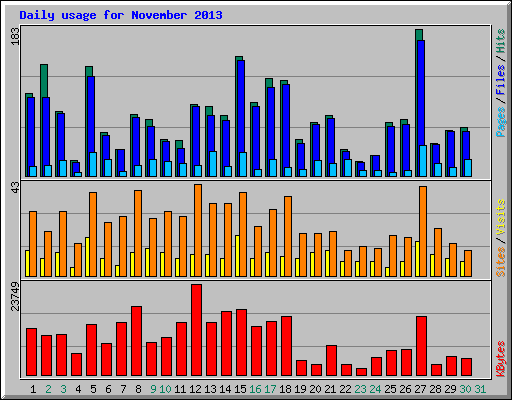 Daily usage for November 2013
183
Pages / Files / Hits
43
Sites / Visits
23749
KBytes
1 2 3 4 5 6 7 8 9 10 11 12 13 14 15 16 17 18 19 20 21 22 23 24 25 26 27 28 29 30 31